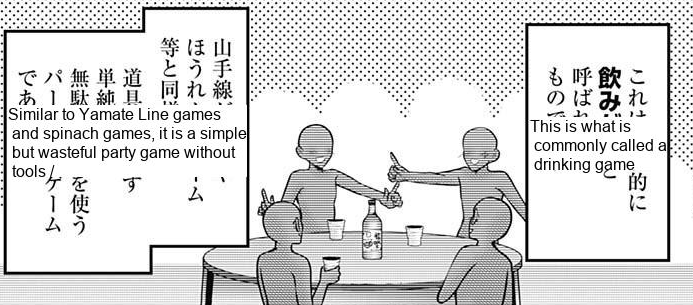 これは 的に
飲み と
呼ばれ
もので
This is what is
commonly called a
drinking game
山手線
ほうれ ーム
等と同
道具 す
単純
無駄 を使う
パー ゲーム
であ
Similar to Yamate Line games
and spinach games, it is a simple
but wasteful party game without
tools /